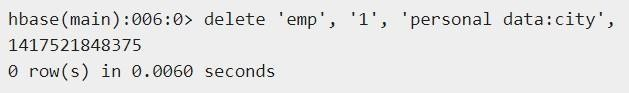 hbase(main):006:0> delete 'emp', '1', 'personal data:city',
1417521848375
0 row(s) in 0.0060 seconds